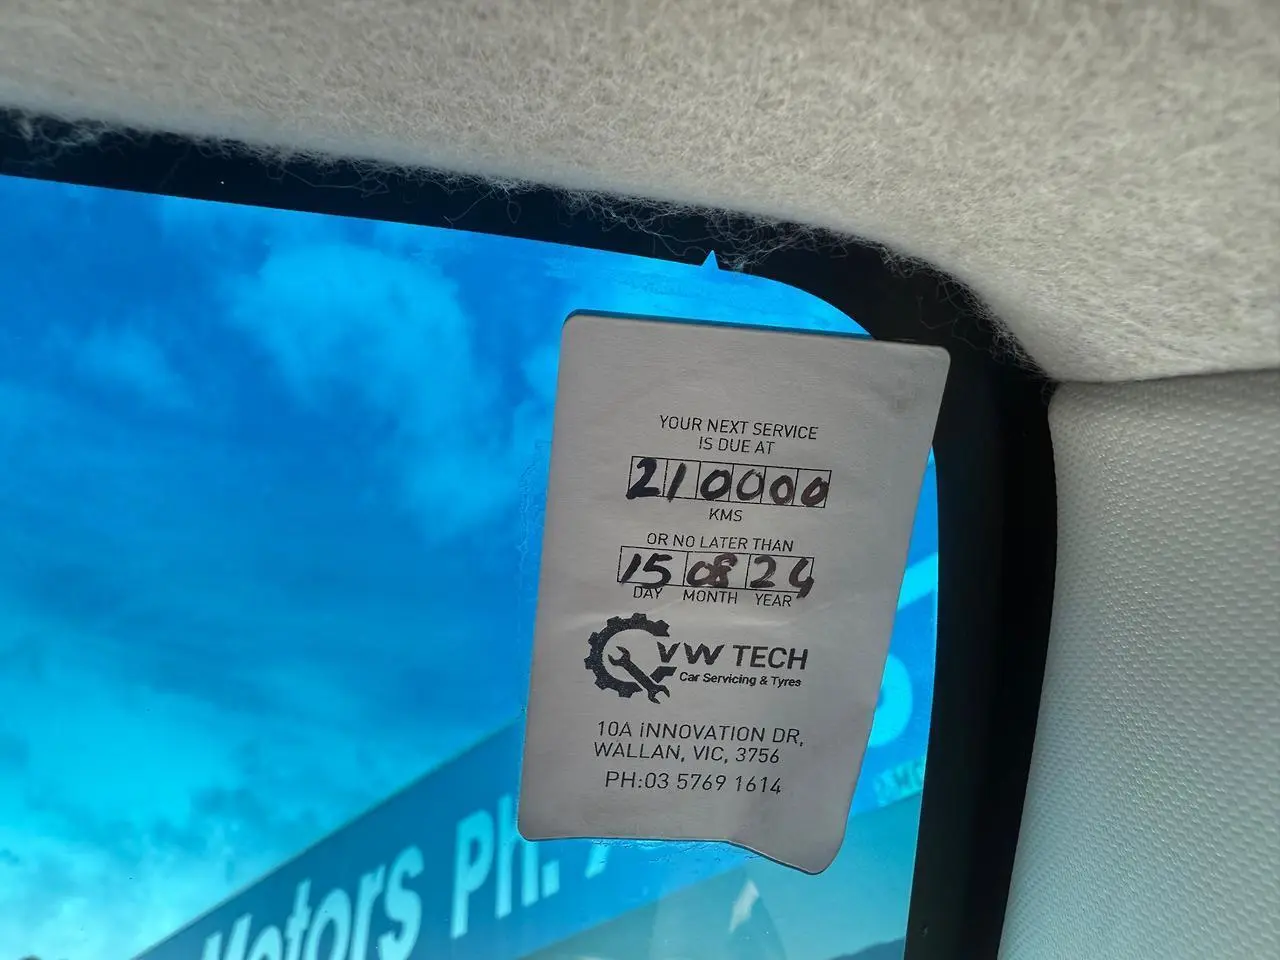 YOUR NEXT SERVICE
IS DUE AT
210000
KMS
OR NO LATER THAN
15 08 24
DAY MONTH YEAR
VW TECH
Car Servicing & Tyres
10A iNNOVATION DR,
WALLAN, VIC, 3756
PH:03 5769 1614
Motors Ph.